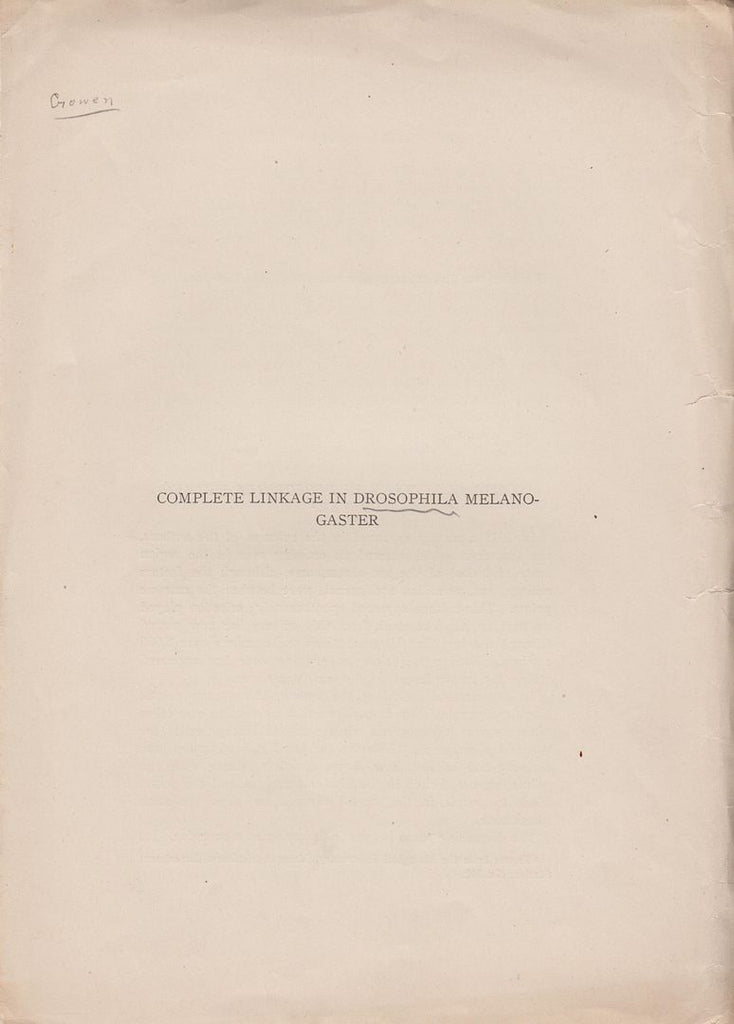 Gowen
COMPLETE LINKAGE IN DROSOPHILA MELANO-
GASTER